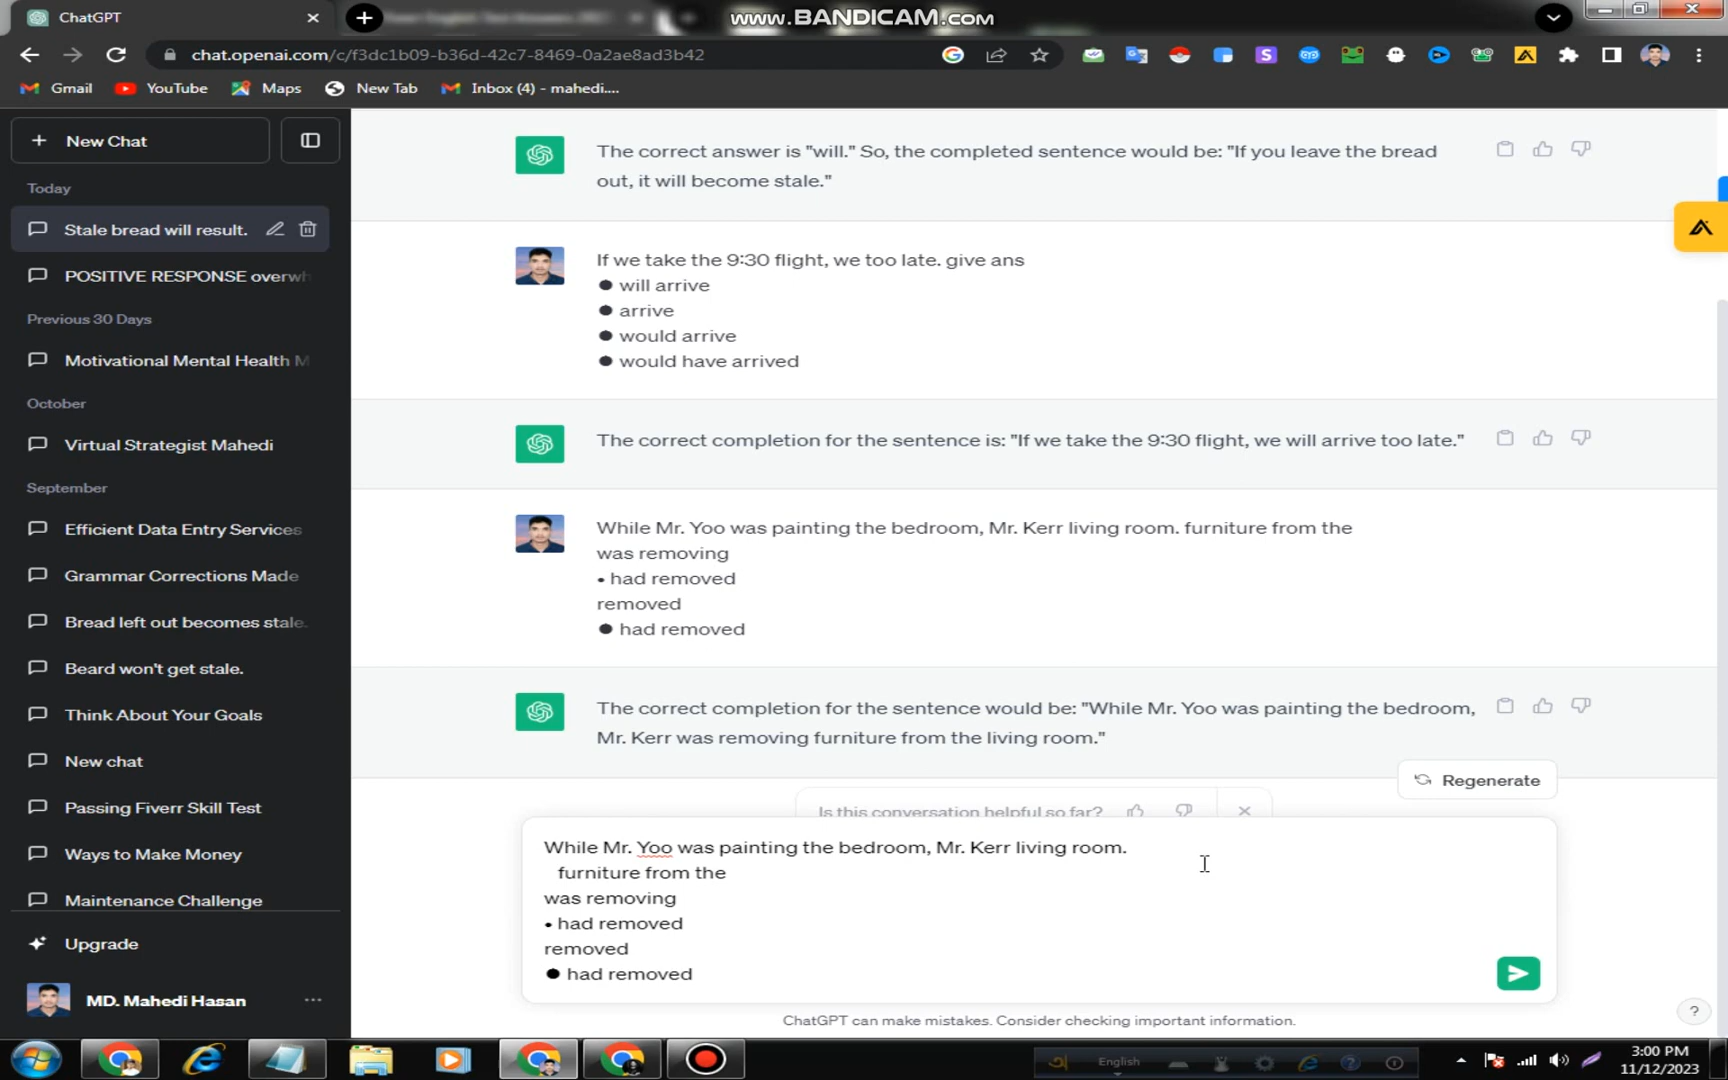 ChatGPT
WWW.BANDICAM.COM
chat.openai.com/c/f3dc1b09-b36d-42c7-8469-0a2ae8ad3b42
Gmail
YouTube
Maps
New Tab
Inbox (4) - mahedi....
New Chat
Today
Stale bread will result.
POSITIVE RESPONSE overwh
Previous 30 Days
Motivational Mental Health M
October
Virtual Strategist Mahedi
September
Efficient Data Entry Services
Grammar Corrections Made
Bread left out becomes stale.
Beard won't get stale.
Think About Your Goals
New chat
Passing Fiverr Skill Test
Ways to Make Money
Maintenance Challenge
Upgrade
MD. Mahedi Hasan
The correct answer is "will." So, the completed sentence would be: "If you leave the bread
out, it will become stale."
If we take the 9:30 flight, we too late. give ans
● will arrive
● arrive
● would arrive
● would have arrived
The correct completion for the sentence is: "If we take the 9:30 flight, we will arrive too late."
While Mr. Yoo was painting the bedroom, Mr. Kerr living room. furniture from the
was removing
• had removed
removed
● had removed
The correct completion for the sentence would be: "While Mr. Yoo was painting the bedroom,
Mr. Kerr was removing furniture from the living room."
Regenerate
Is this conversation helpful so far?
While Mr. Yoo was painting the bedroom, Mr. Kerr living room.
furniture from the
was removing
• had removed
removed
● had removed
ChatGPT can make mistakes. Consider checking important information.
?
English
3:00 PM
11/12/2023